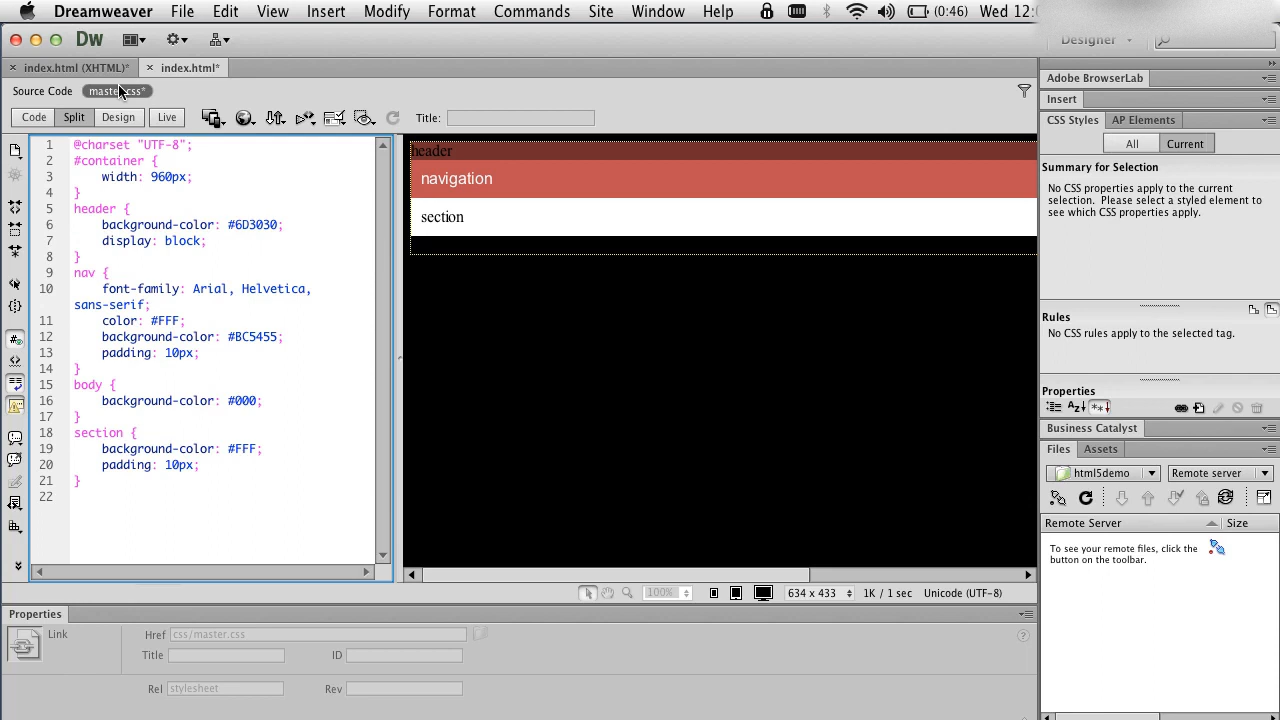 Dreamweaver File Edit View Insert Modify Format Commands Site Window Help (0:46) Wed 12:0
Dw Designer
index.html (XHTML)* index.html*
Source Code master.css*
Code Split Design Live Title:
1 @charset "UTF-8";
2 #container {
3 width: 960px;
4 }
5 header {
6 background-color: #6D3030;
7 display: block;
8 }
9 nav {
10 font-family: Arial, Helvetica,
sans-serif;
11 color: #FFF;
12 background-color: #BC5455;
13 padding: 10px;
14 }
15 body {
16 background-color: #000;
17 }
18 section {
19 background-color: #FFF;
20 padding: 10px;
21 }
22
header
navigation
section
100% 634 x 433 1K / 1 sec Unicode (UTF-8)
Adobe BrowserLab
Insert
CSS Styles AP Elements
All Current
Summary for Selection
No CSS properties apply to the current
selection. Please select a styled element to
see which CSS properties apply.
Rules
No CSS rules apply to the selected tag.
Properties
Az↓ **↓
Business Catalyst
Files Assets
html5demo Remote server
Remote Server Size
To see your remote files, click the
button on the toolbar.
Properties
Link Href css/master.css
Title ID
Rel stylesheet Rev